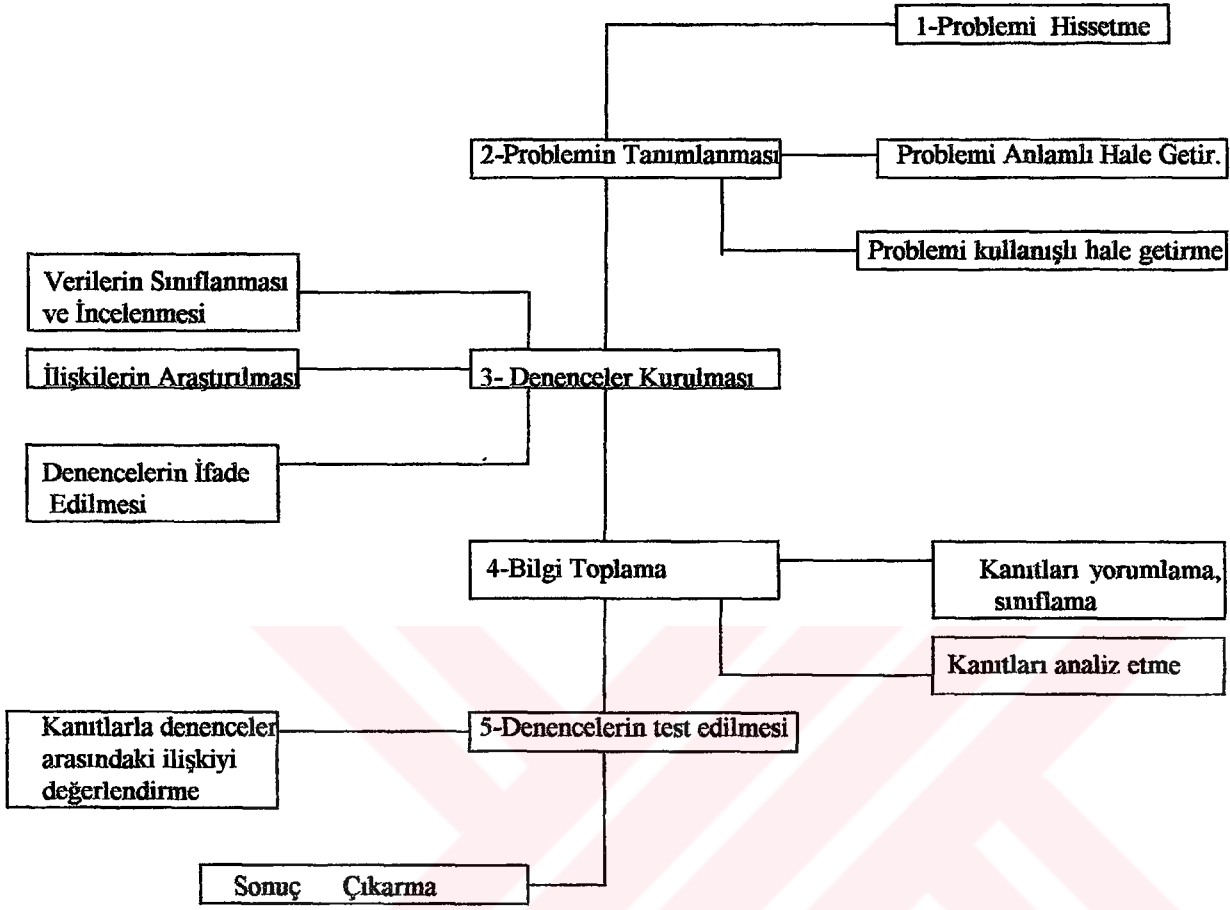 1-Problemi Hissetme
2-Problemin Tanımlanması
Problemi Anlamlı Hale Getir.
Problemi kullanışlı hale getirme
Verilerin Sınıflanması
ve İncelenmesi
İlişkilerin Araştırılması
3- Denenceler Kurulması
Denencelerin İfade
Edilmesi
4-Bilgi Toplama
Kanıtları yorumlama,
sınıflama
Kanıtları analiz etme
Kanıtlarla denenceler
arasındaki ilişkiyi
değerlendirme
5-Denencelerin test edilmesi
Sonuç Çıkarma